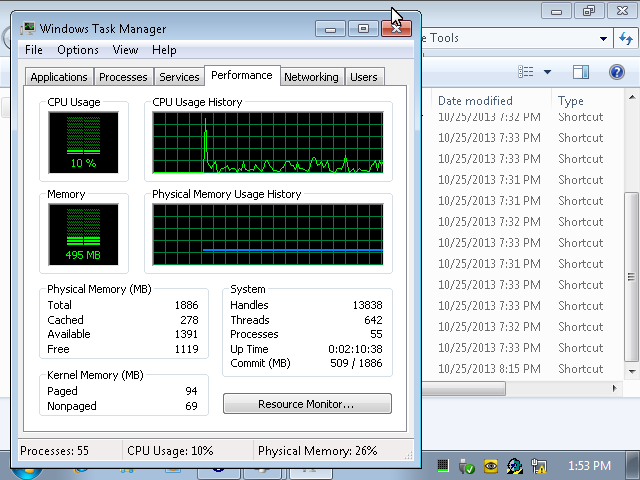 Windows Task Manager
File Options View Help
Applications Processes Services Performance Networking Users
CPU Usage
10 %
CPU Usage History
Memory
495 MB
Physical Memory Usage History
Physical Memory (MB)
Total 1886
Cached 278
Available 1391
Free 1119
Kernel Memory (MB)
Paged 94
Nonpaged 69
System
Handles 13838
Threads 642
Processes 55
Up Time 0:02:10:38
Commit (MB) 509 / 1886
Resource Monitor...
Processes: 55 CPU Usage: 10% Physical Memory: 26%
e Tools
Date modified Type
10/25/2013 7:32 PM Shortcut
10/25/2013 7:33 PM Shortcut
10/25/2013 7:33 PM Shortcut
10/25/2013 7:31 PM Shortcut
10/25/2013 7:31 PM Shortcut
10/25/2013 7:32 PM Shortcut
10/25/2013 7:33 PM Shortcut
10/25/2013 7:31 PM Shortcut
10/25/2013 7:33 PM Shortcut
10/25/2013 7:33 PM Shortcut
10/25/2013 7:32 PM Shortcut
10/25/2013 7:33 PM Shortcut
10/25/2013 8:15 PM Shortcut
1:53 PM